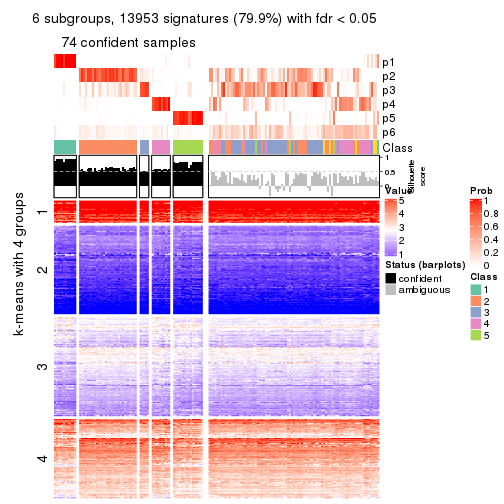 6 subgroups, 13953 signatures (79.9%) with fdr < 0.05
74 confident samples
p1
p2
p3
p4
p5
p6
Class
1
0.5
0
Silhouette
score
k-means with 4 groups
1
2
3
4
Value
5
4
3
2
1
Status (barplots)
confident
ambiguous
Prob
1
0.8
0.6
0.4
0.2
0
Class
1
2
3
4
5